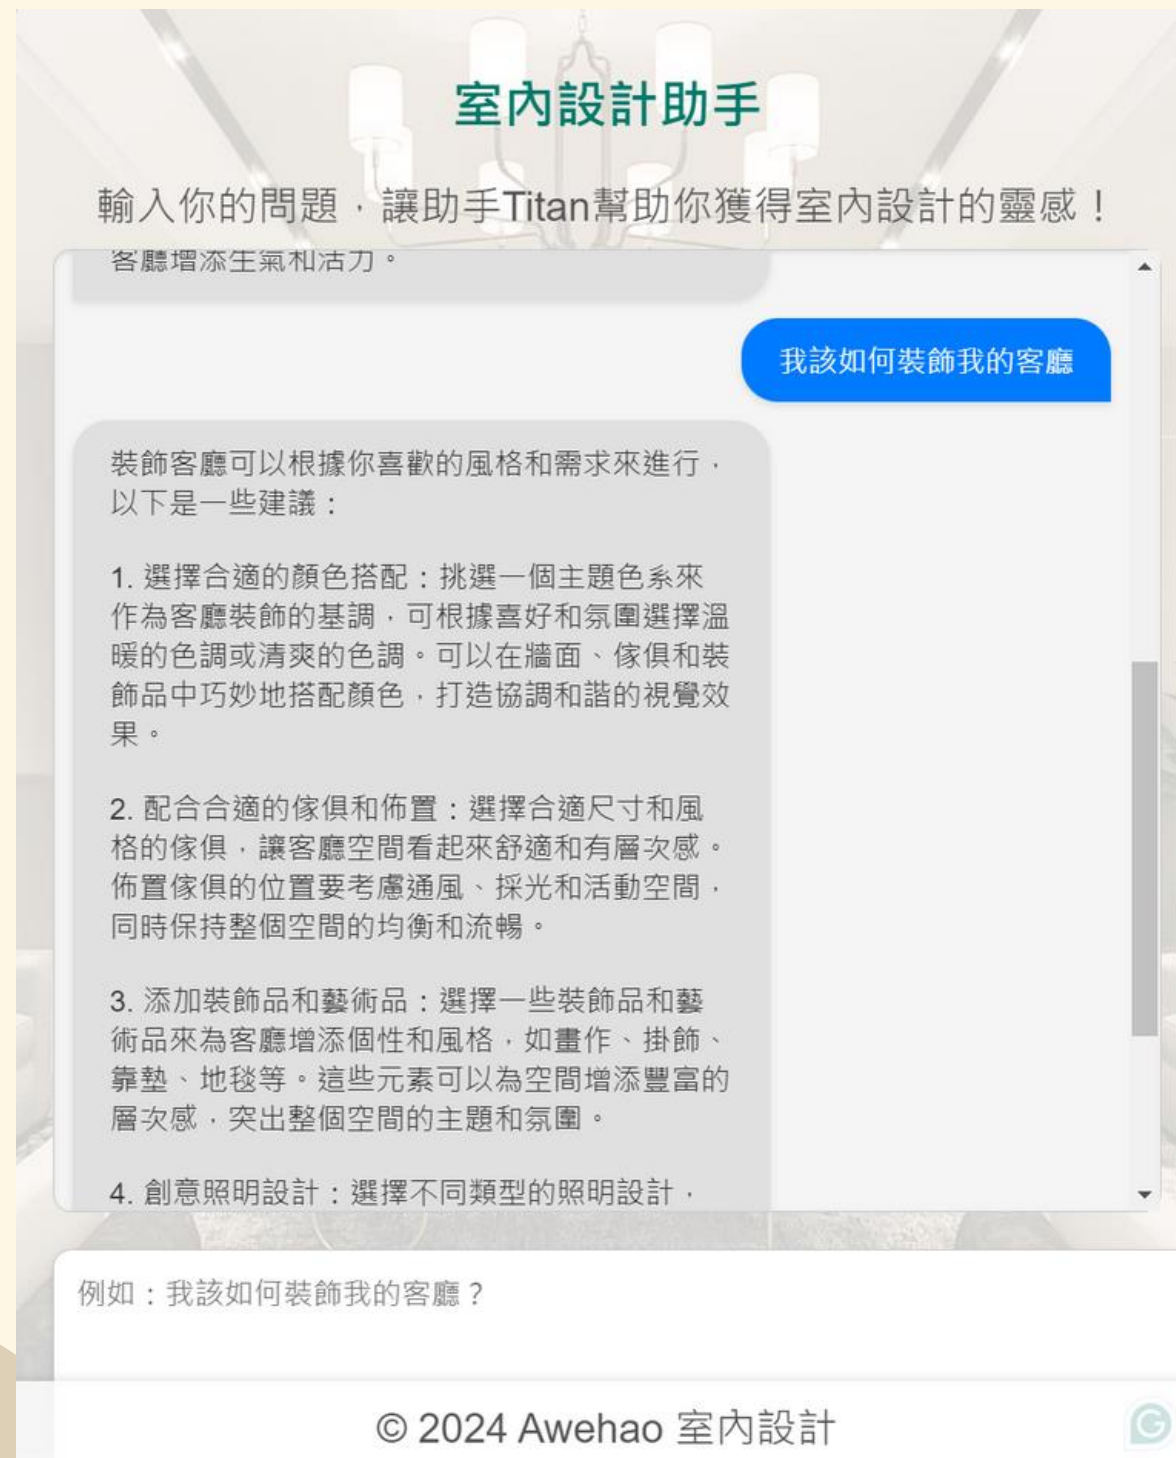 室內設計助手
輸入你的問題，讓助手Titan幫助你獲得室內設計的靈感！
客廳增添生氣和活力。
我該如何裝飾我的客廳
裝飾客廳可以根據你喜歡的風格和需求來進行，
以下是一些建議：
1. 選擇合適的顏色搭配：挑選一個主題色系來
作為客廳裝飾的基調，可根據喜好和氛圍選擇溫
暖的色調或清爽的色調。可以在牆面、傢俱和裝
飾品中巧妙地搭配顏色，打造協調和諧的視覺效
果。
2. 配合合適的傢俱和佈置：選擇合適尺寸和風
格的傢俱，讓客廳空間看起來舒適和有層次感。
佈置傢俱的位置要考慮通風、採光和活動空間，
同時保持整個空間的均衡和流暢。
3. 添加裝飾品和藝術品：選擇一些裝飾品和藝
術品來為客廳增添個性和風格，如畫作、掛飾、
靠墊、地毯等。這些元素可以為空間增添豐富的
層次感，突出整個空間的主題和氛圍。
4. 創意照明設計：選擇不同類型的照明設計，
例如：我該如何裝飾我的客廳？
© 2024 Awehao 室內設計